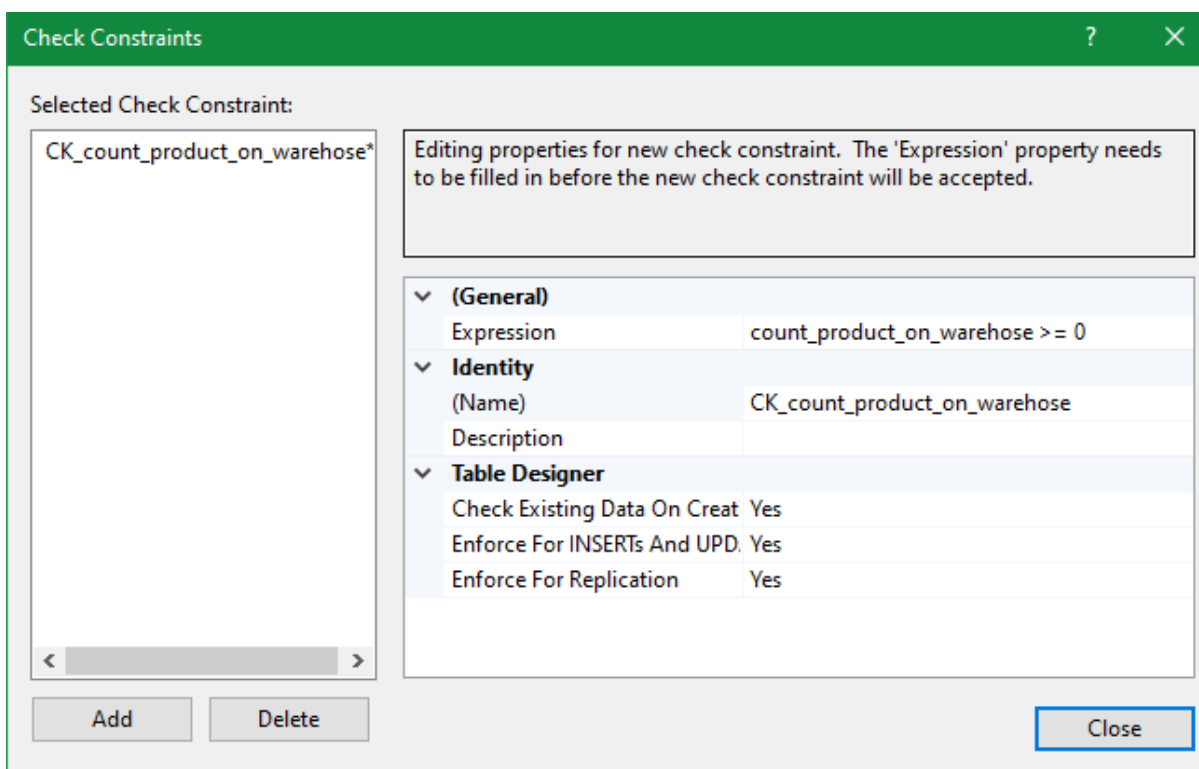 Check Constraints
?
Selected Check Constraint:
CK_count_product_on_warehose*
Editing properties for new check constraint. The 'Expression' property needs
to be filled in before the new check constraint will be accepted.
(General)
Expression count_product_on_warehose >= 0
Identity
(Name) CK_count_product_on_warehose
Description
Table Designer
Check Existing Data On Creat Yes
Enforce For INSERTs And UPD. Yes
Enforce For Replication Yes
Add Delete
Close